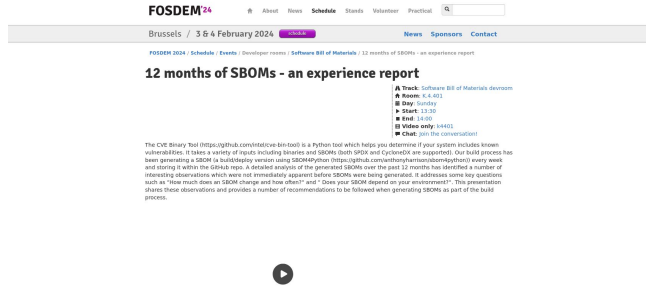 FOSDEM'24
About News Schedule Stands Volunteer Practical
Brussels / 3 & 4 February 2024 schedule
News Sponsors Contact
FOSDEM 2024 / Schedule / Events / Developer rooms / Software Bill of Materials / 12 months of SBOMs - an experience report
12 months of SBOMs - an experience report
Track: Software Bill of Materials devroom
Room: K.4.401
Day: Sunday
Start: 13:30
End: 14:00
Video only: k4401
Chat: Join the conversation!
The CVE Binary Tool (https://github.com/intel/cve-bin-tool) is a Python tool which helps you determine if your system includes known
vulnerabilities. It takes a variety of inputs including binaries and SBOMs (both SPDX and CycloneDX are supported). Our build process has
been generating a SBOM (a build/deploy version using SBOM4Python (https://github.com/anthonyharrison/sbom4python)) every week
and storing it within the GitHub repo. A detailed analysis of the generated SBOMs over the past 12 months has identified a number of
interesting observations which were not immediately apparent before SBOMs were being generated. It addresses some key questions
such as "How much does an SBOM change and how often?" and " Does your SBOM depend on your environment?". This presentation
shares these observations and provides a number of recommendations to be followed when generating SBOMs as part of the build
process.